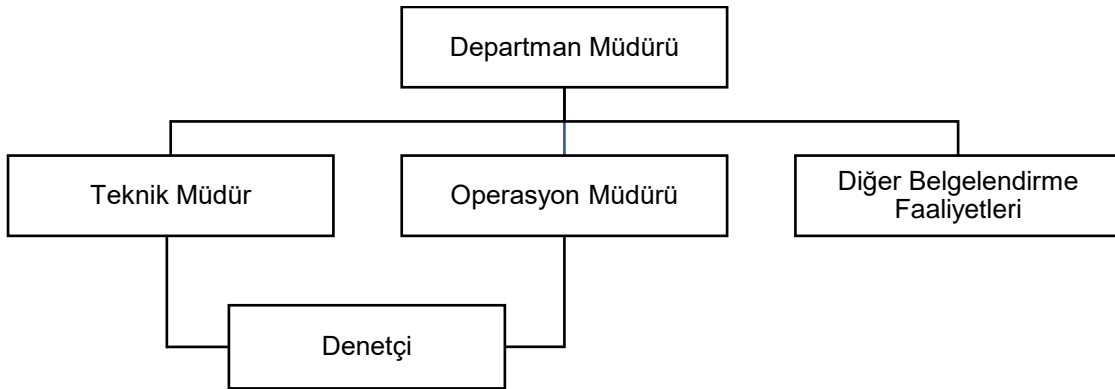 Departman Müdürü
Teknik Müdür
Operasyon Müdürü
Diğer Belgelendirme
Faaliyetleri
Denetçi